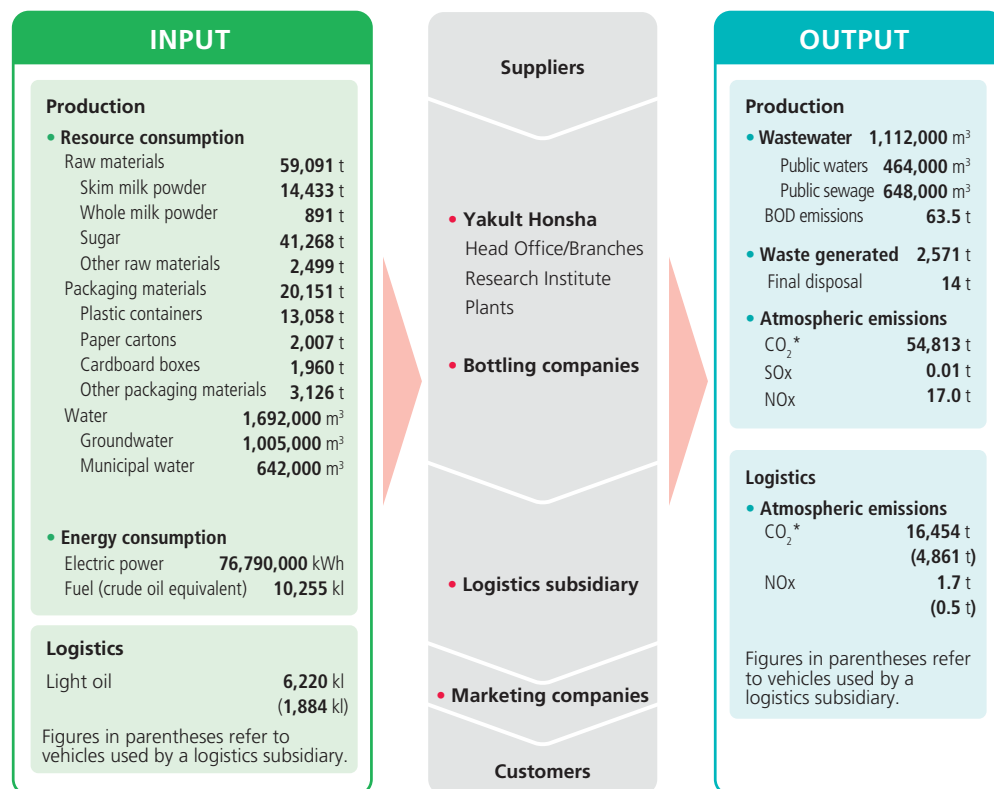 INPUT
Production
• Resource consumption
Raw materials 59,091 t
Skim milk powder 14,433 t
Whole milk powder 891 t
Sugar 41,268 t
Other raw materials 2,499 t
Packaging materials 20,151 t
Plastic containers 13,058 t
Paper cartons 2,007 t
Cardboard boxes 1,960 t
Other packaging materials 3,126 t
Water 1,692,000 m³
Groundwater 1,005,000 m³
Municipal water 642,000 m³
• Energy consumption
Electric power 76,790,000 kWh
Fuel (crude oil equivalent) 10,255 kl
Logistics
Light oil 6,220 kl
(1,884 kl)
Figures in parentheses refer to
vehicles used by a logistics subsidiary.
Suppliers
• Yakult Honsha
Head Office/Branches
Research Institute
Plants
• Bottling companies
• Logistics subsidiary
• Marketing companies
Customers
OUTPUT
Production
• Wastewater 1,112,000 m³
Public waters 464,000 m³
Public sewage 648,000 m³
BOD emissions 63.5 t
• Waste generated 2,571 t
Final disposal 14 t
• Atmospheric emissions
CO₂* 54,813 t
SOx 0.01 t
NOx 17.0 t
Logistics
• Atmospheric emissions
CO₂* 16,454 t
(4,861 t)
NOx 1.7 t
(0.5 t)
Figures in parentheses refer
to vehicles used by a
logistics subsidiary.